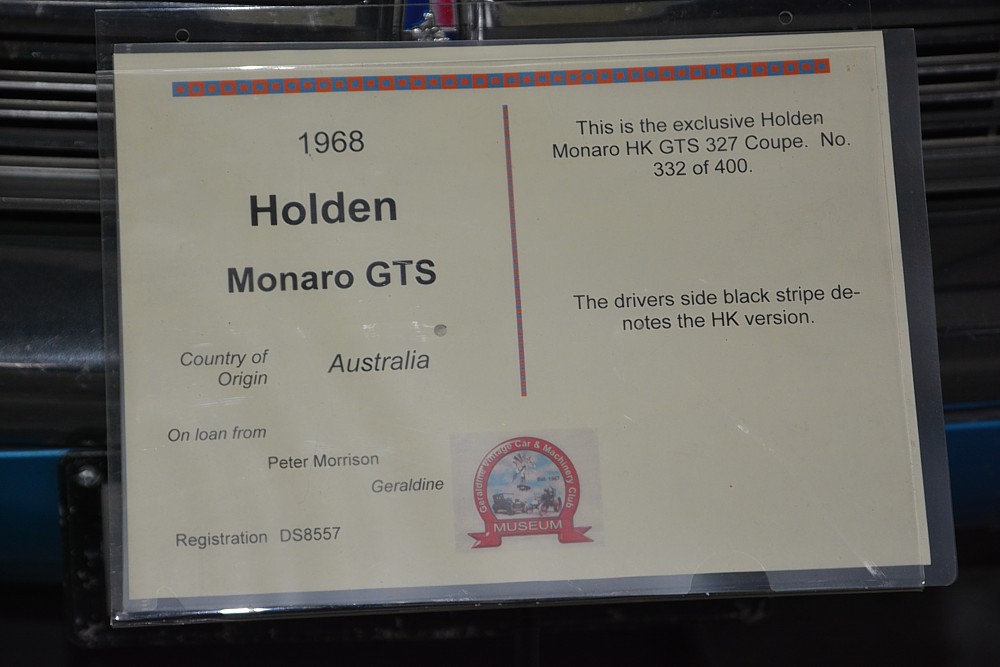 1968
Holden
Monaro GTS
Country of
Origin
Australia
On loan from
Peter Morrison
Geraldine
Registration DS8557
This is the exclusive Holden
Monaro HK GTS 327 Coupe. No.
332 of 400.
The drivers side black stripe de-
notes the HK version.
Geraldine Vintage Car & Machinery Club
MUSEUM